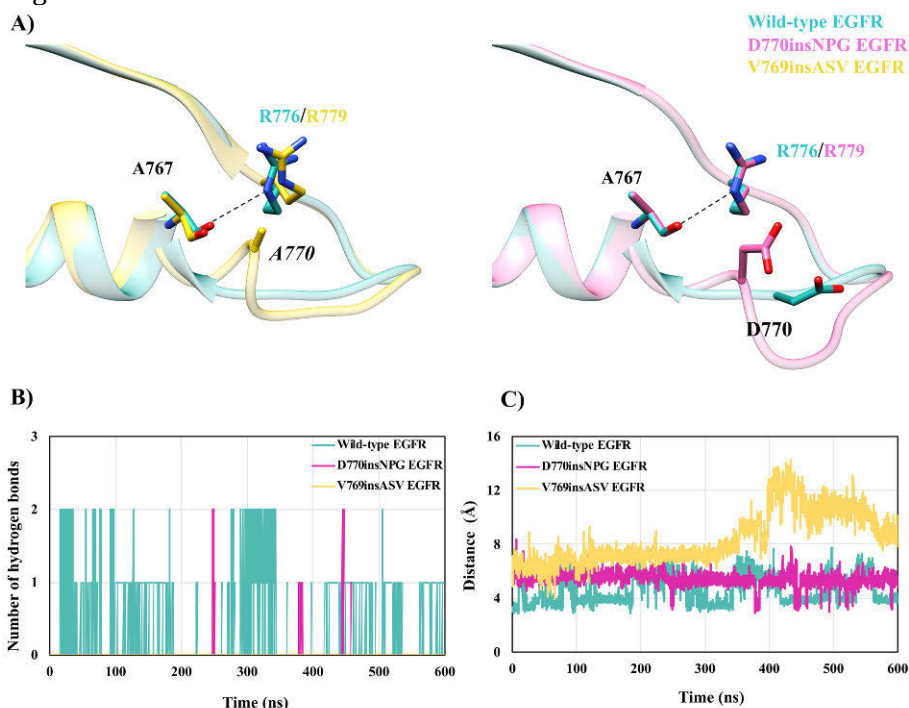 A)
Wild-type EGFR
D770insNPG EGFR
V769insASV EGFR
R776/R779
A767
A770
R776/R779
A767
D770
B)
Number of hydrogen bonds
3
2
1
0
Wild-type EGFR
D770insNPG EGFR
V769insASV EGFR
0 100 200 300 400 500 600
Time (ns)
C)
Distance (Å)
16
12
8
4
0
Wild-type EGFR
D770insNPG EGFR
V769insASV EGFR
0 100 200 300 400 500 600
Time (ns)